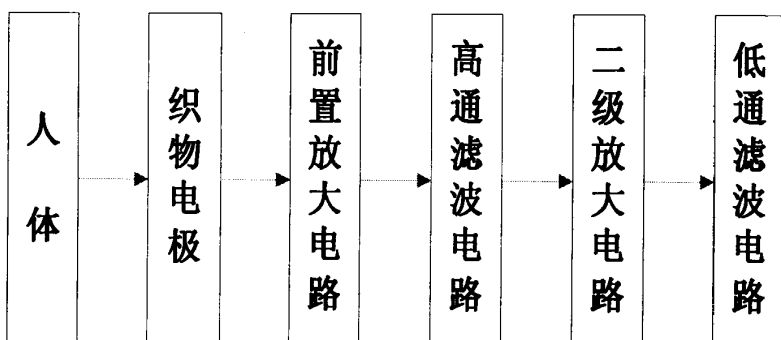 人体
织物电极
前置放大电路
高通滤波电路
二级放大电路
低通滤波电路